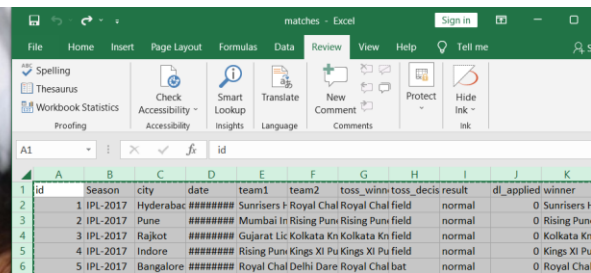 matches - Excel Sign in
File Home Insert Page Layout Formulas Data Review View Help Tell me
Spelling
Thesaurus
Workbook Statistics
Proofing
Check
Accessibility
Accessibility
Smart
Lookup
Insights
Translate
Language
New
Comment
Comments
Protect
Hide
Ink
Ink
A1 fx id
A B C D E F G H I J K
1 id Season city date team1 team2 toss_winn toss_decis result dl_applied winner
2 1 IPL-2017 Hyderabac ######## Sunrisers H Royal Chal Royal Chal field normal 0 Sunrisers H
3 2 IPL-2017 Pune ######## Mumbai In Rising Pun Rising Pun field normal 0 Rising Pun
4 3 IPL-2017 Rajkot ######## Gujarat Lic Kolkata Kn Kolkata Kn field normal 0 Kolkata Kn
5 4 IPL-2017 Indore ######## Rising Pun Kings XI Pu Kings XI Pu field normal 0 Kings XI Pu
6 5 IPL-2017 Bangalore ######## Royal Chal Delhi Dare Royal Chal bat normal 0 Royal Chal